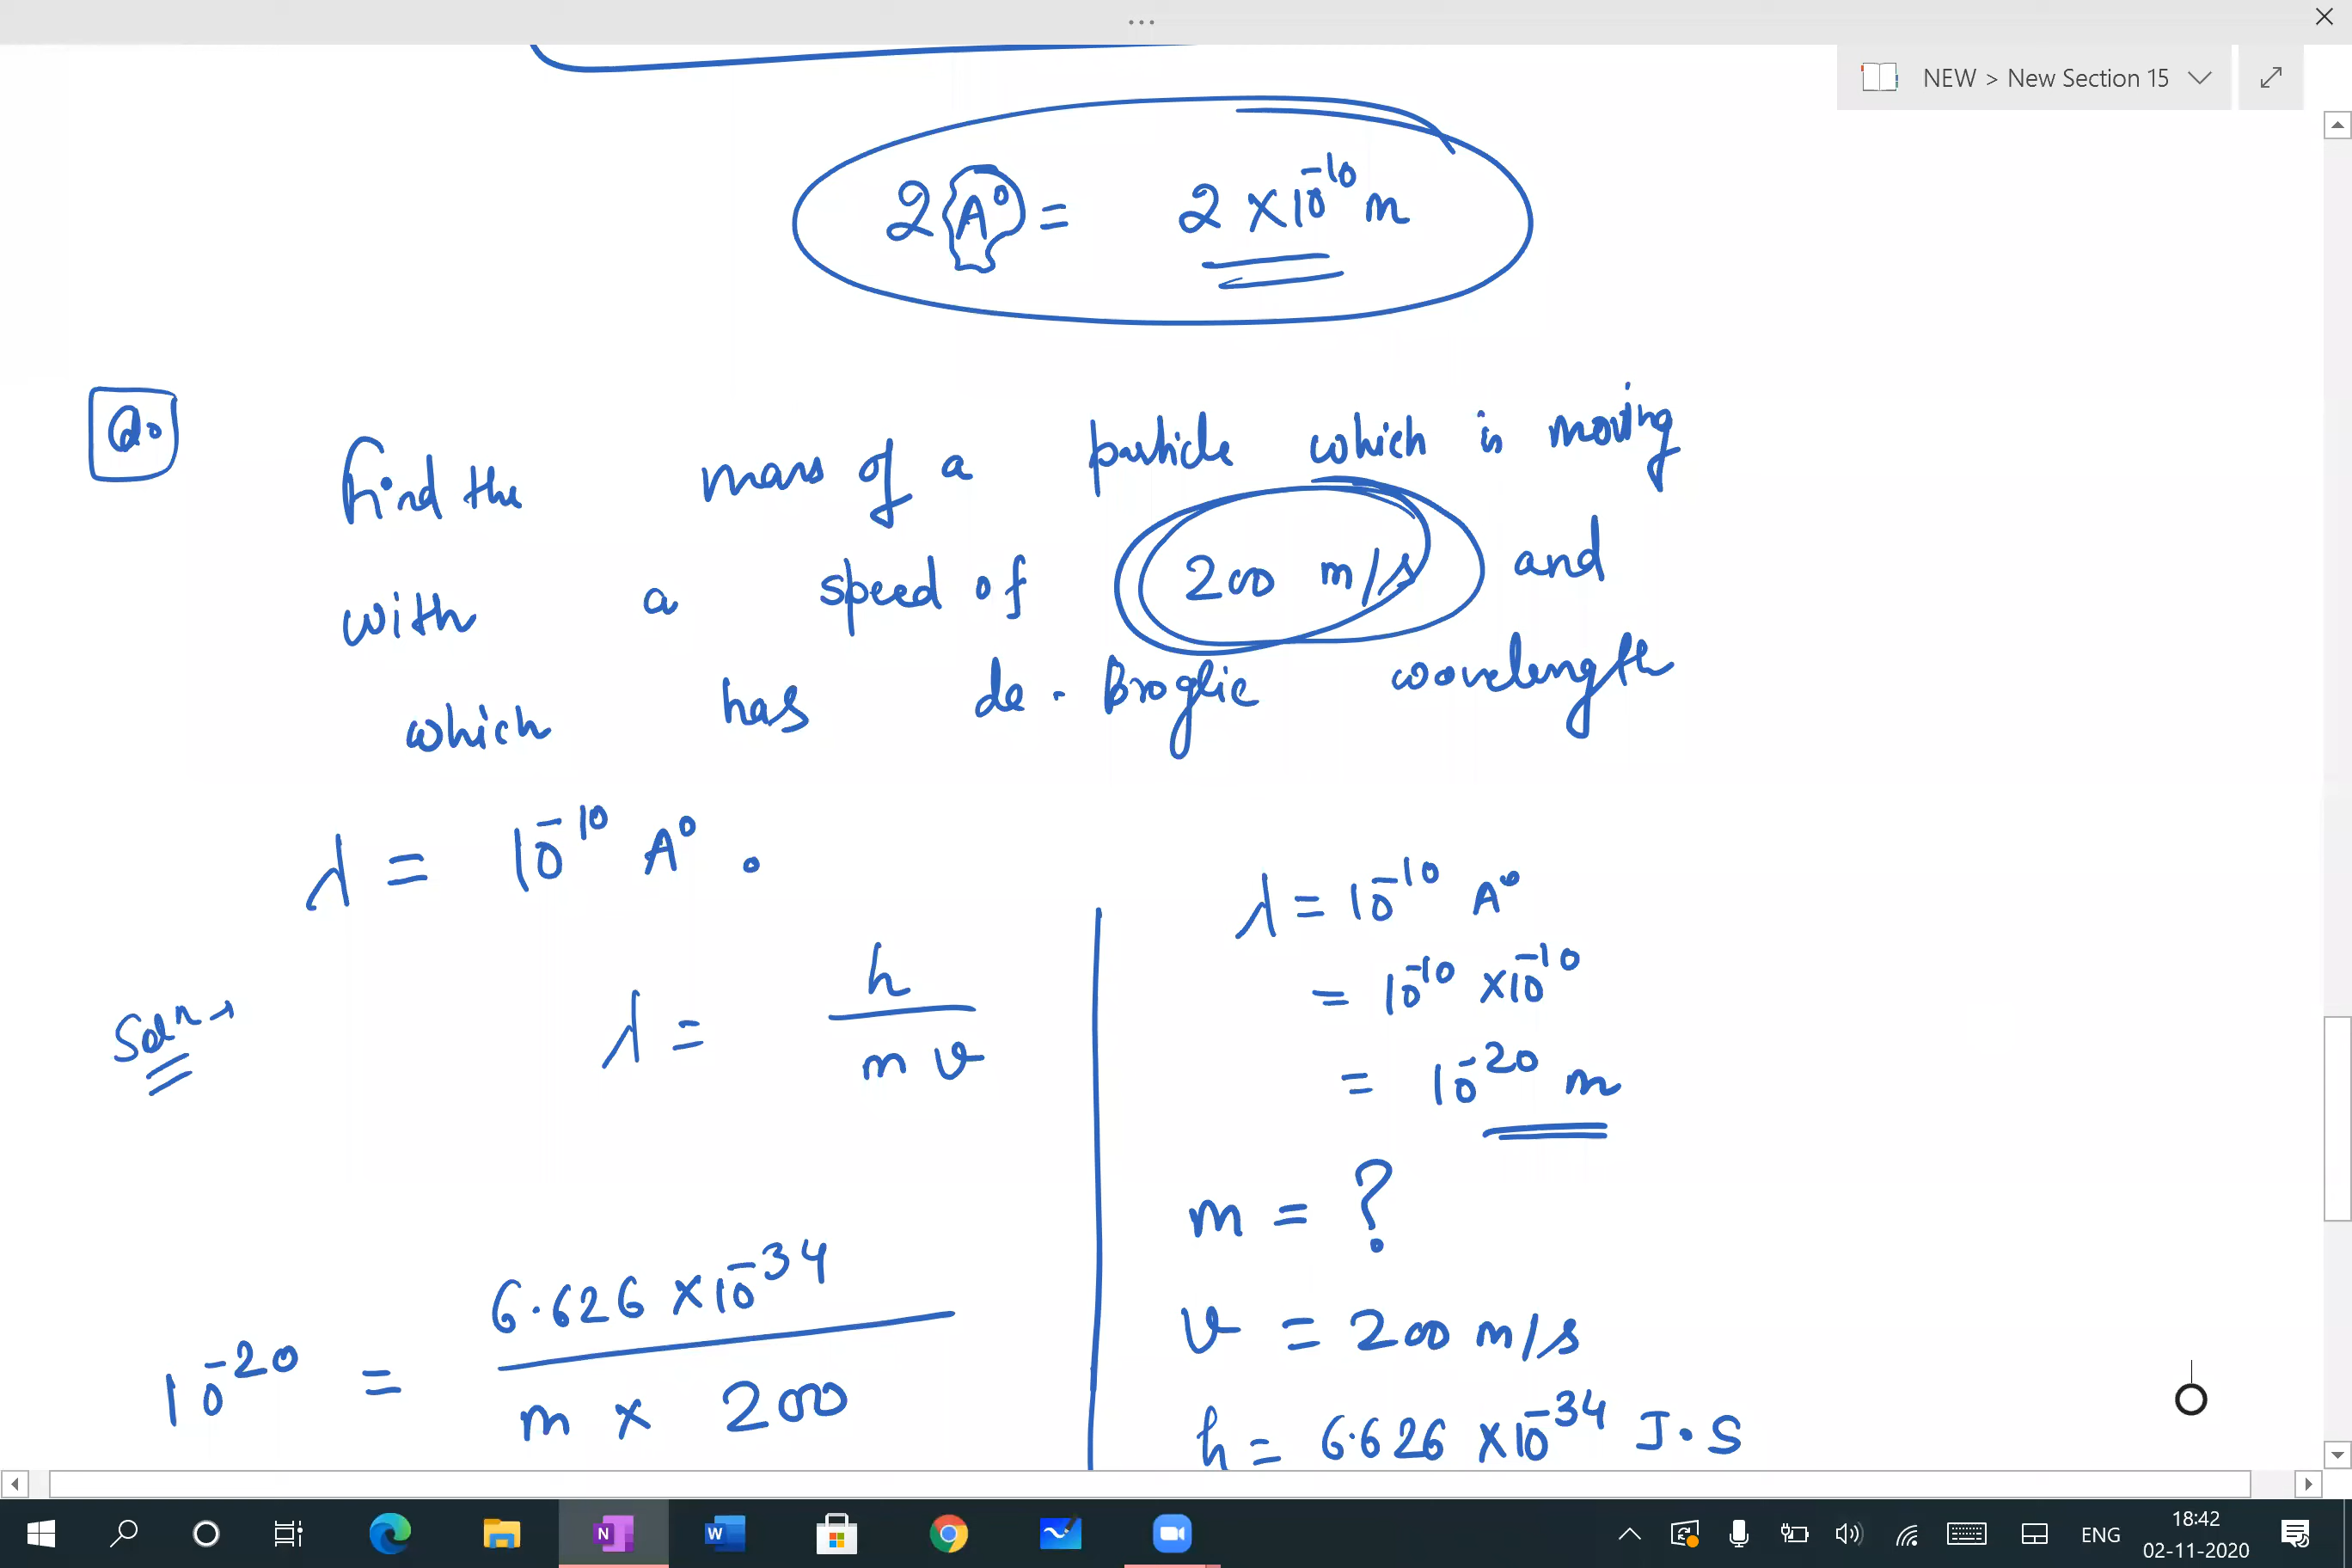 NEW > New Section 15
2 A° = 2 × 10⁻¹⁰ m
Q.
find the mass of a particle which is moving
with a speed of 200 m/s and
which has de-broglie wavelength
λ = 10⁻¹⁰ A° .
λ = 10⁻¹⁰ A°
= 10⁻¹⁰ × 10⁻¹⁰
= 10⁻²⁰ m
Solⁿ→
λ = h / m v
m = ?
v = 200 m/s
h = 6.626 × 10⁻³⁴ J.S
10⁻²⁰ = 6.626 × 10⁻³⁴ / m × 200
ENG
18:42
02-11-2020